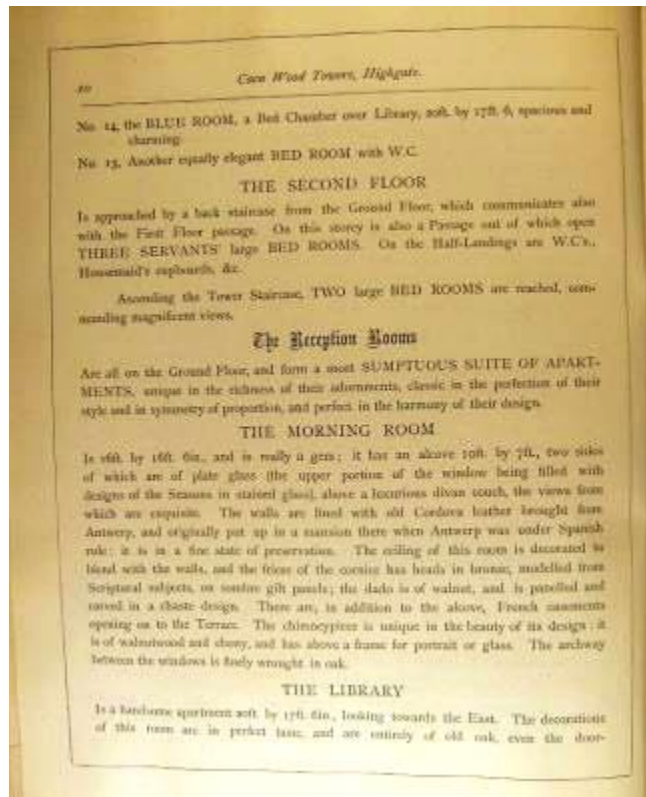 20
Caen Wood Towers, Highgate.
No. 14, the BLUE ROOM, a Bed Chamber over Library, 20ft. by 17ft. 6, spacious and
charming.
No. 15, Another equally elegant BED ROOM with W.C.
THE SECOND FLOOR
Is approached by a back staircase from the Ground Floor, which communicates also
with the First Floor passage. On this storey is also a Passage out of which open
THREE SERVANTS' large BED ROOMS. On the Half-Landings are W.C's.,
Housemaid's cupboards, &c.
Ascending the Tower Staircase, TWO large BED ROOMS are reached, com-
manding magnificent views.
The Reception Rooms
Are all on the Ground Floor, and form a most SUMPTUOUS SUITE OF APART-
MENTS, unique in the richness of their adornments, classic in the perfection of their
style and in symmetry of proportion, and perfect in the harmony of their design.
THE MORNING ROOM
Is 16ft. by 16ft. 6in., and is really a gem; it has an alcove 10ft. by 7ft., two sides
of which are of plate glass (the upper portion of the window being filled with
designs of the Seasons in stained glass), above a luxurious divan couch, the views from
which are exquisite. The walls are lined with old Cordova leather brought from
Antwerp, and originally put up in a mansion there when Antwerp was under Spanish
rule; it is in a fine state of preservation. The ceiling of this room is decorated to
blend with the walls, and the frieze of the cornice has heads in bronze, modelled from
Scriptural subjects, on sombre gilt panels; the dado is of walnut, and is panelled and
carved in a chaste design. There are, in addition to the alcove, French casements
opening on to the Terrace. The chimneypiece is unique in the beauty of its design; it
is of walnutwood and ebony, and has above a frame for portrait or glass. The archway
between the windows is finely wrought in oak.
THE LIBRARY
Is a handsome apartment 20ft. by 17ft. 6in., looking towards the East. The decorations
of this room are in perfect taste, and are entirely of old oak, even the door-